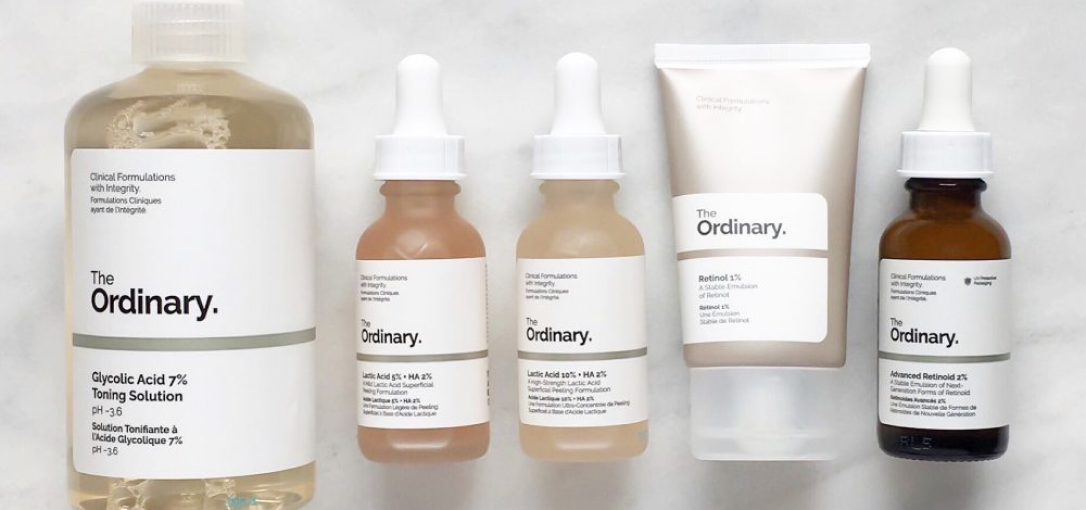 Clinical Formulations
with Integrity.
Formulations Cliniques
ayant de l'Intégrité.
The
Ordinary.
Glycolic Acid 7%
Toning Solution
pH ~3.6
Solution Tonifiante à
l'Acide Glycolique 7%
pH ~3.6
Clinical Formulations
with Integrity
Formulations Cliniques
ayant de l'Intégrité.
The
Ordinary.
Lactic Acid 5% + HA 2%
A Mild Lactic Acid Superficial
Peeling Formulation
Acide Lactique 5% + HA 2%
Une Formulation Légère de Peeling
Superficiel à Base d'Acide Lactique
Clinical Formulations
with Integrity.
Formulations Cliniques
ayant de l'Intégrité.
The
Ordinary.
Lactic Acid 10% + HA 2%
A High-Strength Lactic Acid
Superficial Peeling Formulation
Acide Lactique 10% + HA 2%
Une Formulation Ultra-Concentrée de Peeling
Superficiel à Base d'Acide Lactique
Clinical Formulations
with Integrity
The
Ordinary.
Retinol 1%
A Stable Emulsion
of Retinol
Retinol 1%
Une Émulsion
Stable de Retinol
Clinical Formulations
with Integrity
Formulations Cliniques
ayant de l'Intégrité.
Packaging
The
Ordinary.
Advanced Retinoid 2%
A Stable Emulsion of Next-
Generation Forms of Retinoid
Retinoïdes Avancés 2%
Une Émulsion Stable de Formes de
Retinoïdes de Nouvelle Génération